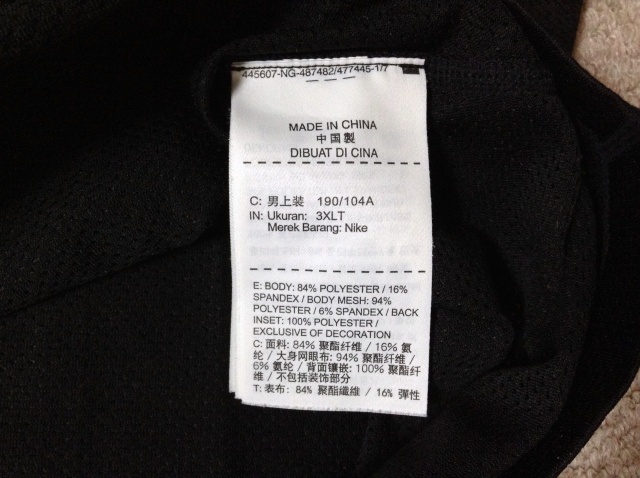 445607-NG-487482/477445-1/7
MADE IN CHINA
中国製
DIBUAT DI CINA
C: 男上装 190/104A
IN: Ukuran: 3XLT
Merek Barang: Nike
E: BODY: 84% POLYESTER / 16%
SPANDEX / BODY MESH: 94%
POLYESTER / 6% SPANDEX / BACK
INSET: 100% POLYESTER /
EXCLUSIVE OF DECORATION
C: 面料: 84% 聚酯纤维 / 16% 氨
纶 / 大身网眼布: 94% 聚酯纤维 /
6% 氨纶 / 背面镶嵌: 100% 聚酯纤
维 / 不包括装饰部分
T: 表布: 84% 聚酯纖維 / 16% 彈性